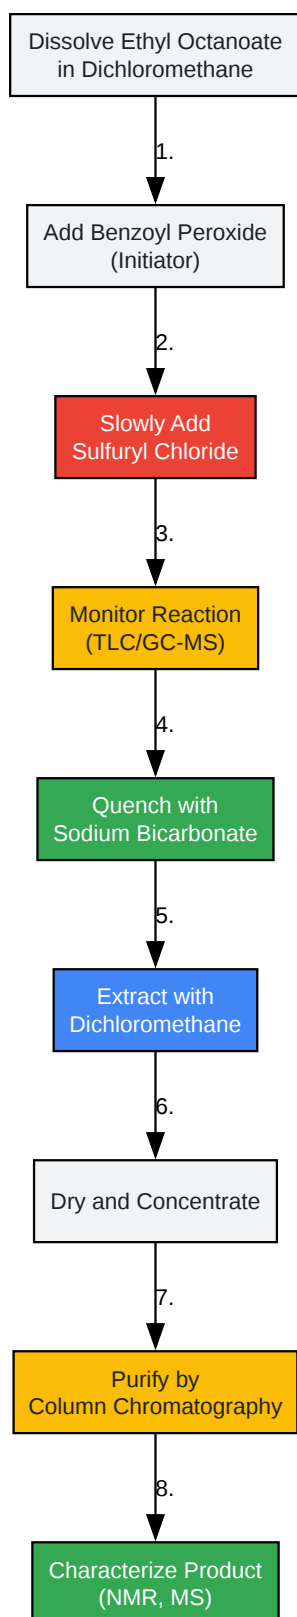 Dissolve Ethyl Octanoate
in Dichloromethane
1.
Add Benzoyl Peroxide
(Initiator)
2.
Slowly Add
Sulfuryl Chloride
3.
Monitor Reaction
(TLC/GC-MS)
4.
Quench with
Sodium Bicarbonate
5.
Extract with
Dichloromethane
6.
Dry and Concentrate
7.
Purify by
Column Chromatography
8.
Characterize Product
(NMR, MS)